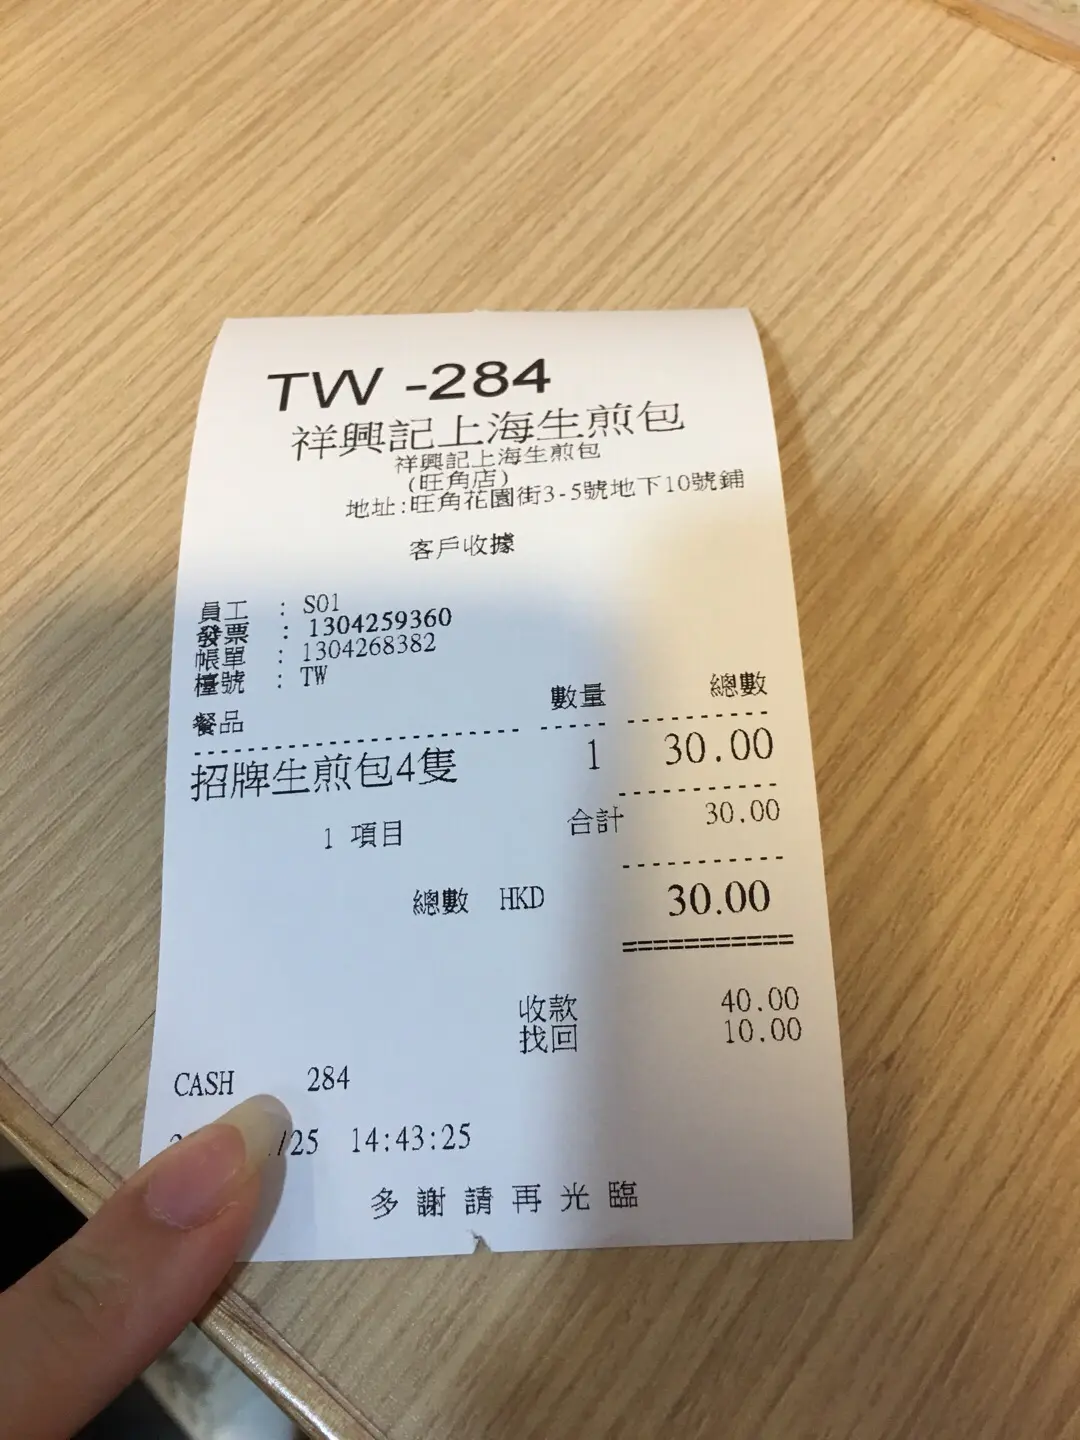 TW -284
祥興記上海生煎包
祥興記上海生煎包
(旺角店)
地址:旺角花園街3-5號地下10號鋪
客戶收據
員工 : S01
發票 : 1304259360
帳單 : 1304268382
檯號 : TW
餐品 數量 總數
招牌生煎包4隻 1 30.00
1 項目 合計 30.00
總數 HKD 30.00
收款 40.00
找回 10.00
CASH 284
/25 14:43:25
多謝請再光臨